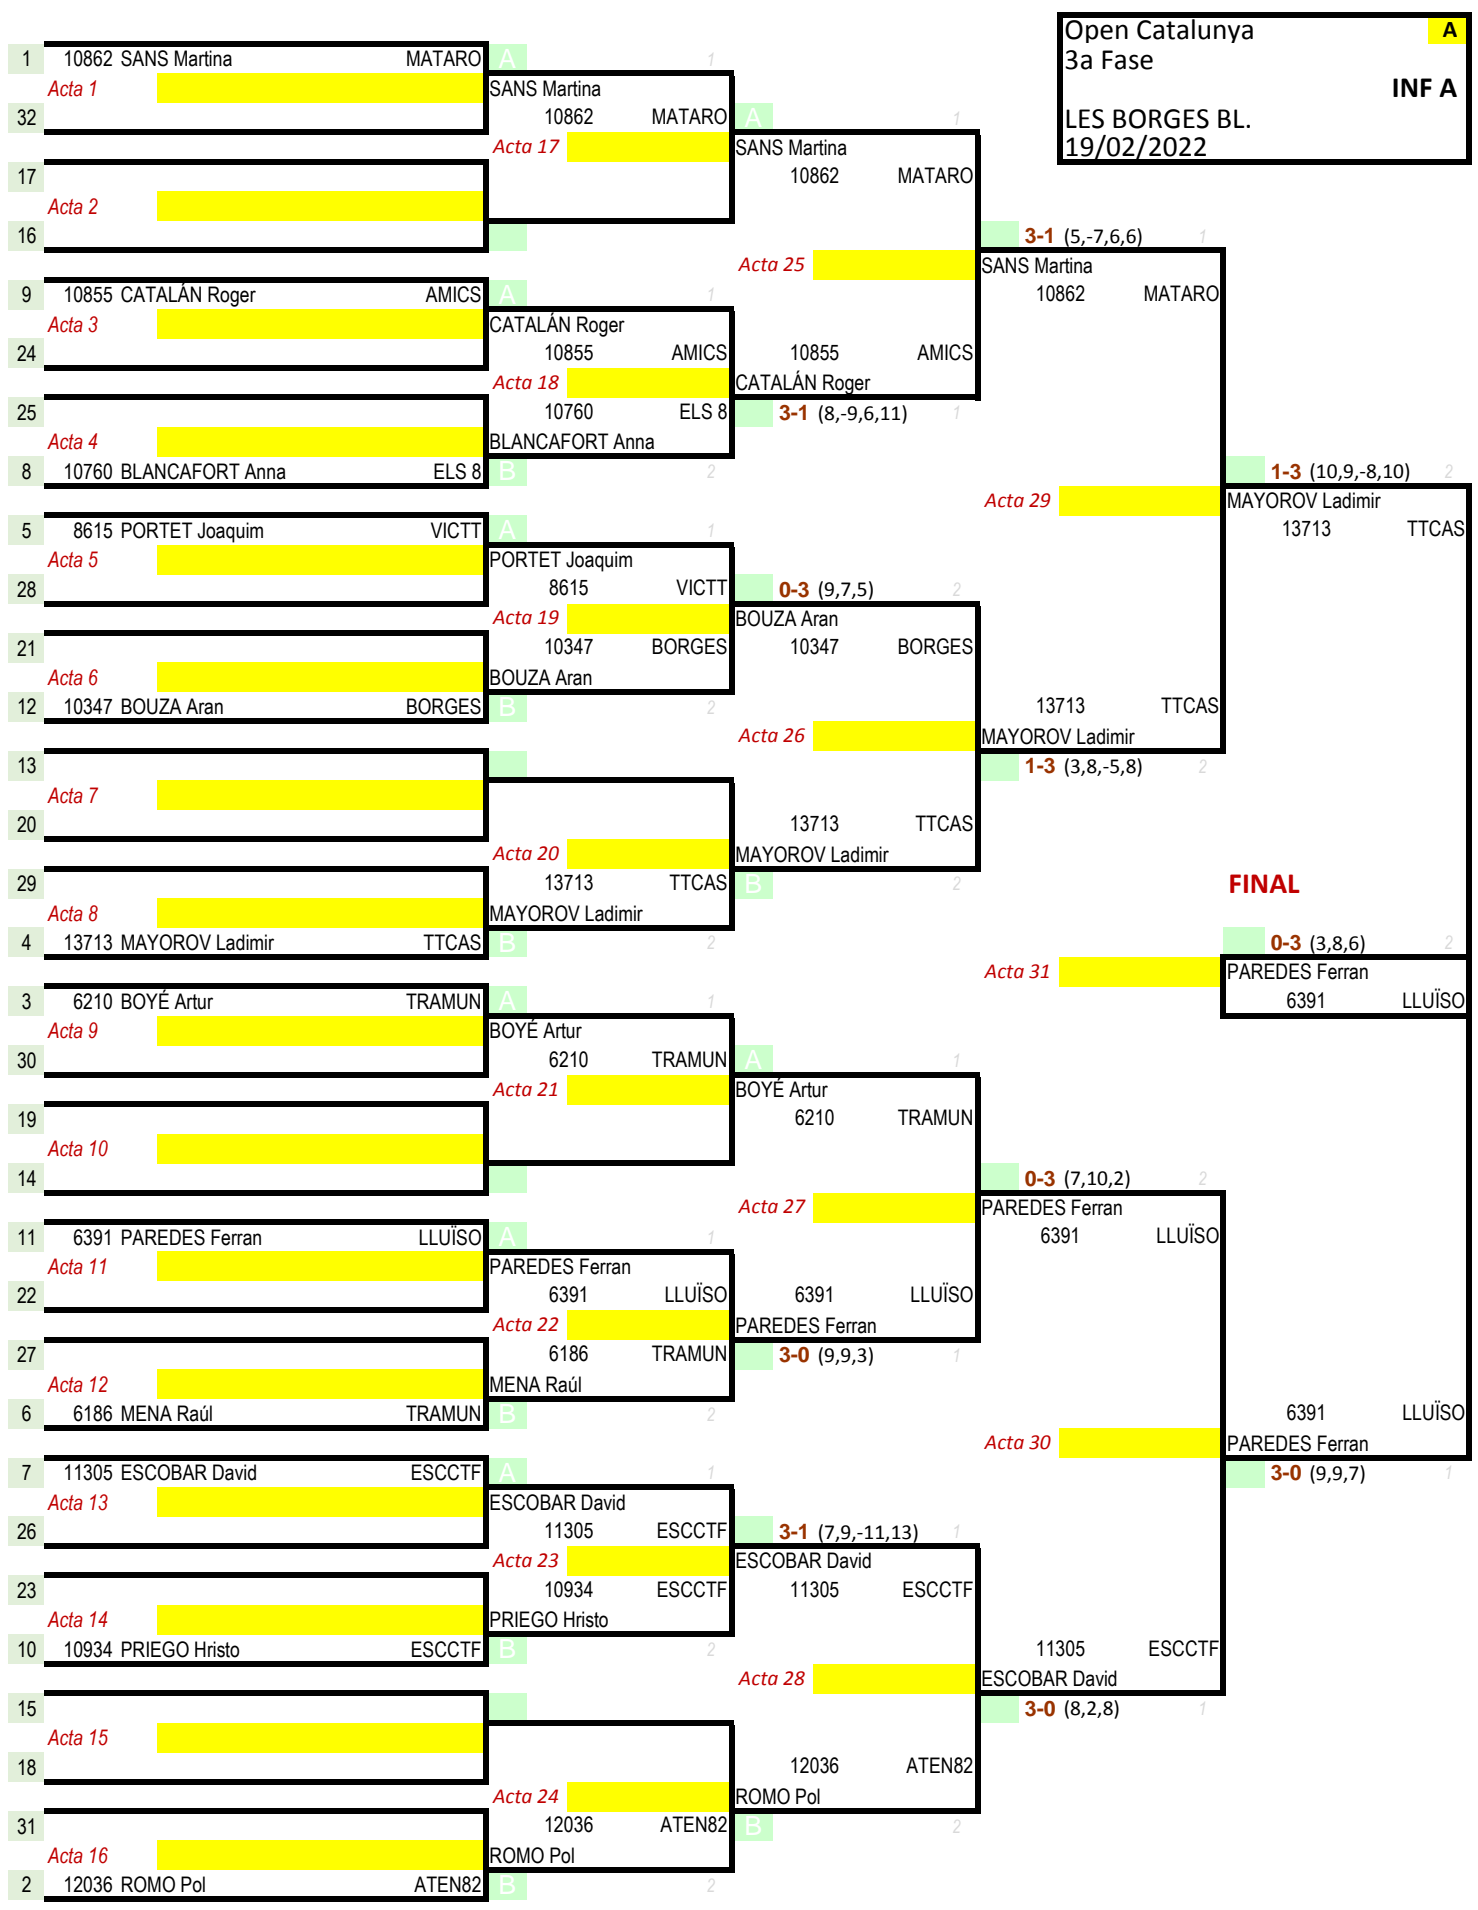 Open Catalunya A
3a Fase
INF A
LES BORGES BL.
19/02/2022
1 10862 SANS Martina MATARO A 1
Acta 1 SANS Martina
32 10862 MATARO A 1
Acta 17 SANS Martina
17 10862 MATARO
Acta 2
16 3-1 (5,-7,6,6) 1
Acta 25 SANS Martina
9 10855 CATALÁN Roger AMICS A 1 10862 MATARO
Acta 3 CATALÁN Roger
24 10855 AMICS 10855 AMICS
Acta 18 CATALÁN Roger
25 10760 ELS 8 3-1 (8,-9,6,11) 1
Acta 4 BLANCAFORT Anna
8 10760 BLANCAFORT Anna ELS 8 B 2 1-3 (10,9,-8,10) 2
Acta 29 MAYOROV Ladimir
5 8615 PORTET Joaquim VICTT A 1 13713 TTCAS
Acta 5 PORTET Joaquim
28 8615 VICTT 0-3 (9,7,5) 2
Acta 19 BOUZA Aran
21 10347 BORGES 10347 BORGES
Acta 6 BOUZA Aran
12 10347 BOUZA Aran BORGES B 2 13713 TTCAS
Acta 26 MAYOROV Ladimir
13 1-3 (3,8,-5,8) 2
Acta 7
20 13713 TTCAS
Acta 20 MAYOROV Ladimir
29 13713 TTCAS B 2 FINAL
Acta 8 MAYOROV Ladimir
4 13713 MAYOROV Ladimir TTCAS B 2 0-3 (3,8,6) 2
Acta 31 PAREDES Ferran
3 6210 BOYÉ Artur TRAMUN A 1 6391 LLUÏSO
Acta 9 BOYÉ Artur
30 6210 TRAMUN A 1
Acta 21 BOYÉ Artur
19 6210 TRAMUN
Acta 10
14 0-3 (7,10,2) 2
Acta 27 PAREDES Ferran
11 6391 PAREDES Ferran LLUÏSO A 1 6391 LLUÏSO
Acta 11 PAREDES Ferran
22 6391 LLUÏSO 6391 LLUÏSO
Acta 22 PAREDES Ferran
27 6186 TRAMUN 3-0 (9,9,3) 1
Acta 12 MENA Raúl
6 6186 MENA Raúl TRAMUN B 2 6391 LLUÏSO
Acta 30 PAREDES Ferran
7 11305 ESCOBAR David ESCCTF A 1 3-0 (9,9,7) 1
Acta 13 ESCOBAR David
26 11305 ESCCTF 3-1 (7,9,-11,13) 1
Acta 23 ESCOBAR David
23 10934 ESCCTF 11305 ESCCTF
Acta 14 PRIEGO Hristo
10 10934 PRIEGO Hristo ESCCTF B 2 11305 ESCCTF
Acta 28 ESCOBAR David
15 3-0 (8,2,8) 1
Acta 15
18 12036 ATEN82
Acta 24 ROMO Pol
31 12036 ATEN82 B 2
Acta 16 ROMO Pol
2 12036 ROMO Pol ATEN82 B 2